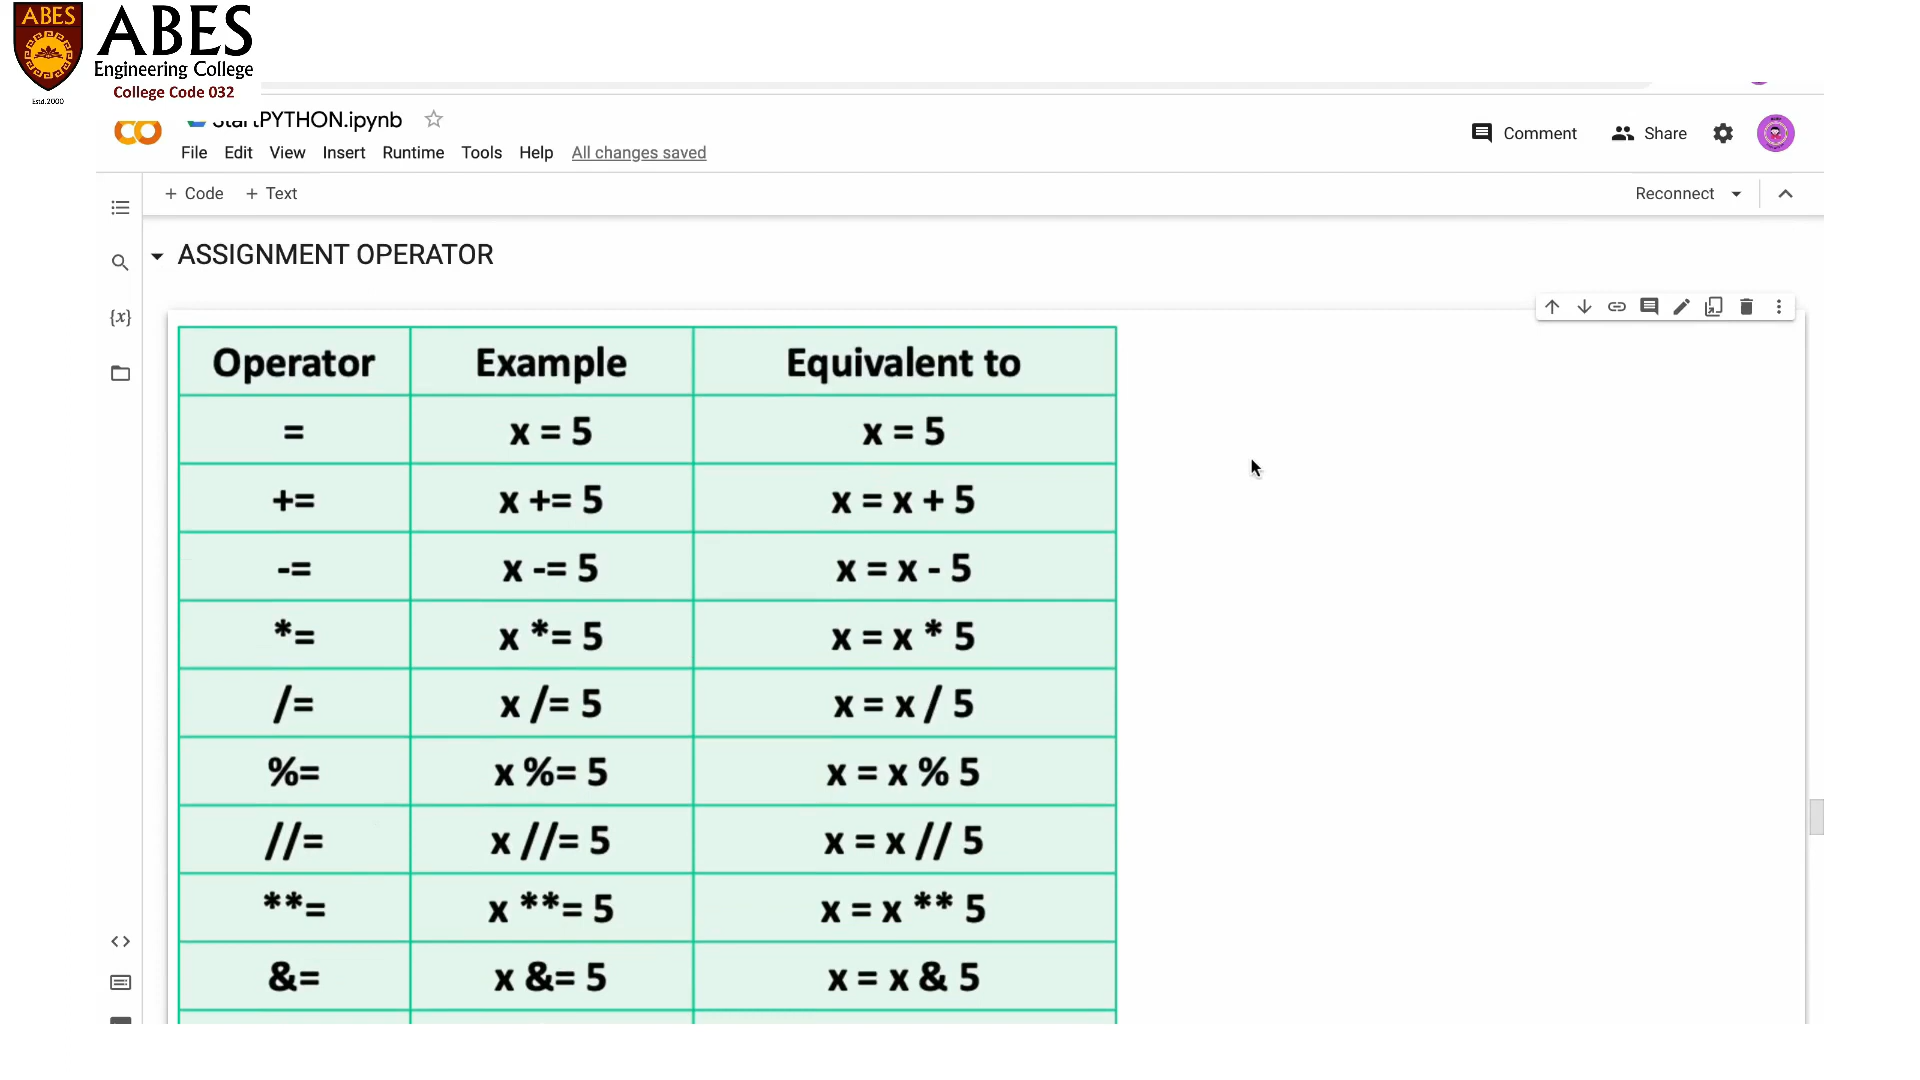 ABES
ABES
Engineering College
College Code 032
Estd.2000
StartPYTHON.ipynb
File Edit View Insert Runtime Tools Help All changes saved
Comment Share
+ Code + Text
Reconnect
{x}
ASSIGNMENT OPERATOR
Operator Example Equivalent to
= x = 5 x = 5
+= x += 5 x = x + 5
-= x -= 5 x = x - 5
*= x *= 5 x = x * 5
/= x /= 5 x = x / 5
%= x %= 5 x = x % 5
//= x //= 5 x = x // 5
**= x **= 5 x = x ** 5
&= x &= 5 x = x & 5